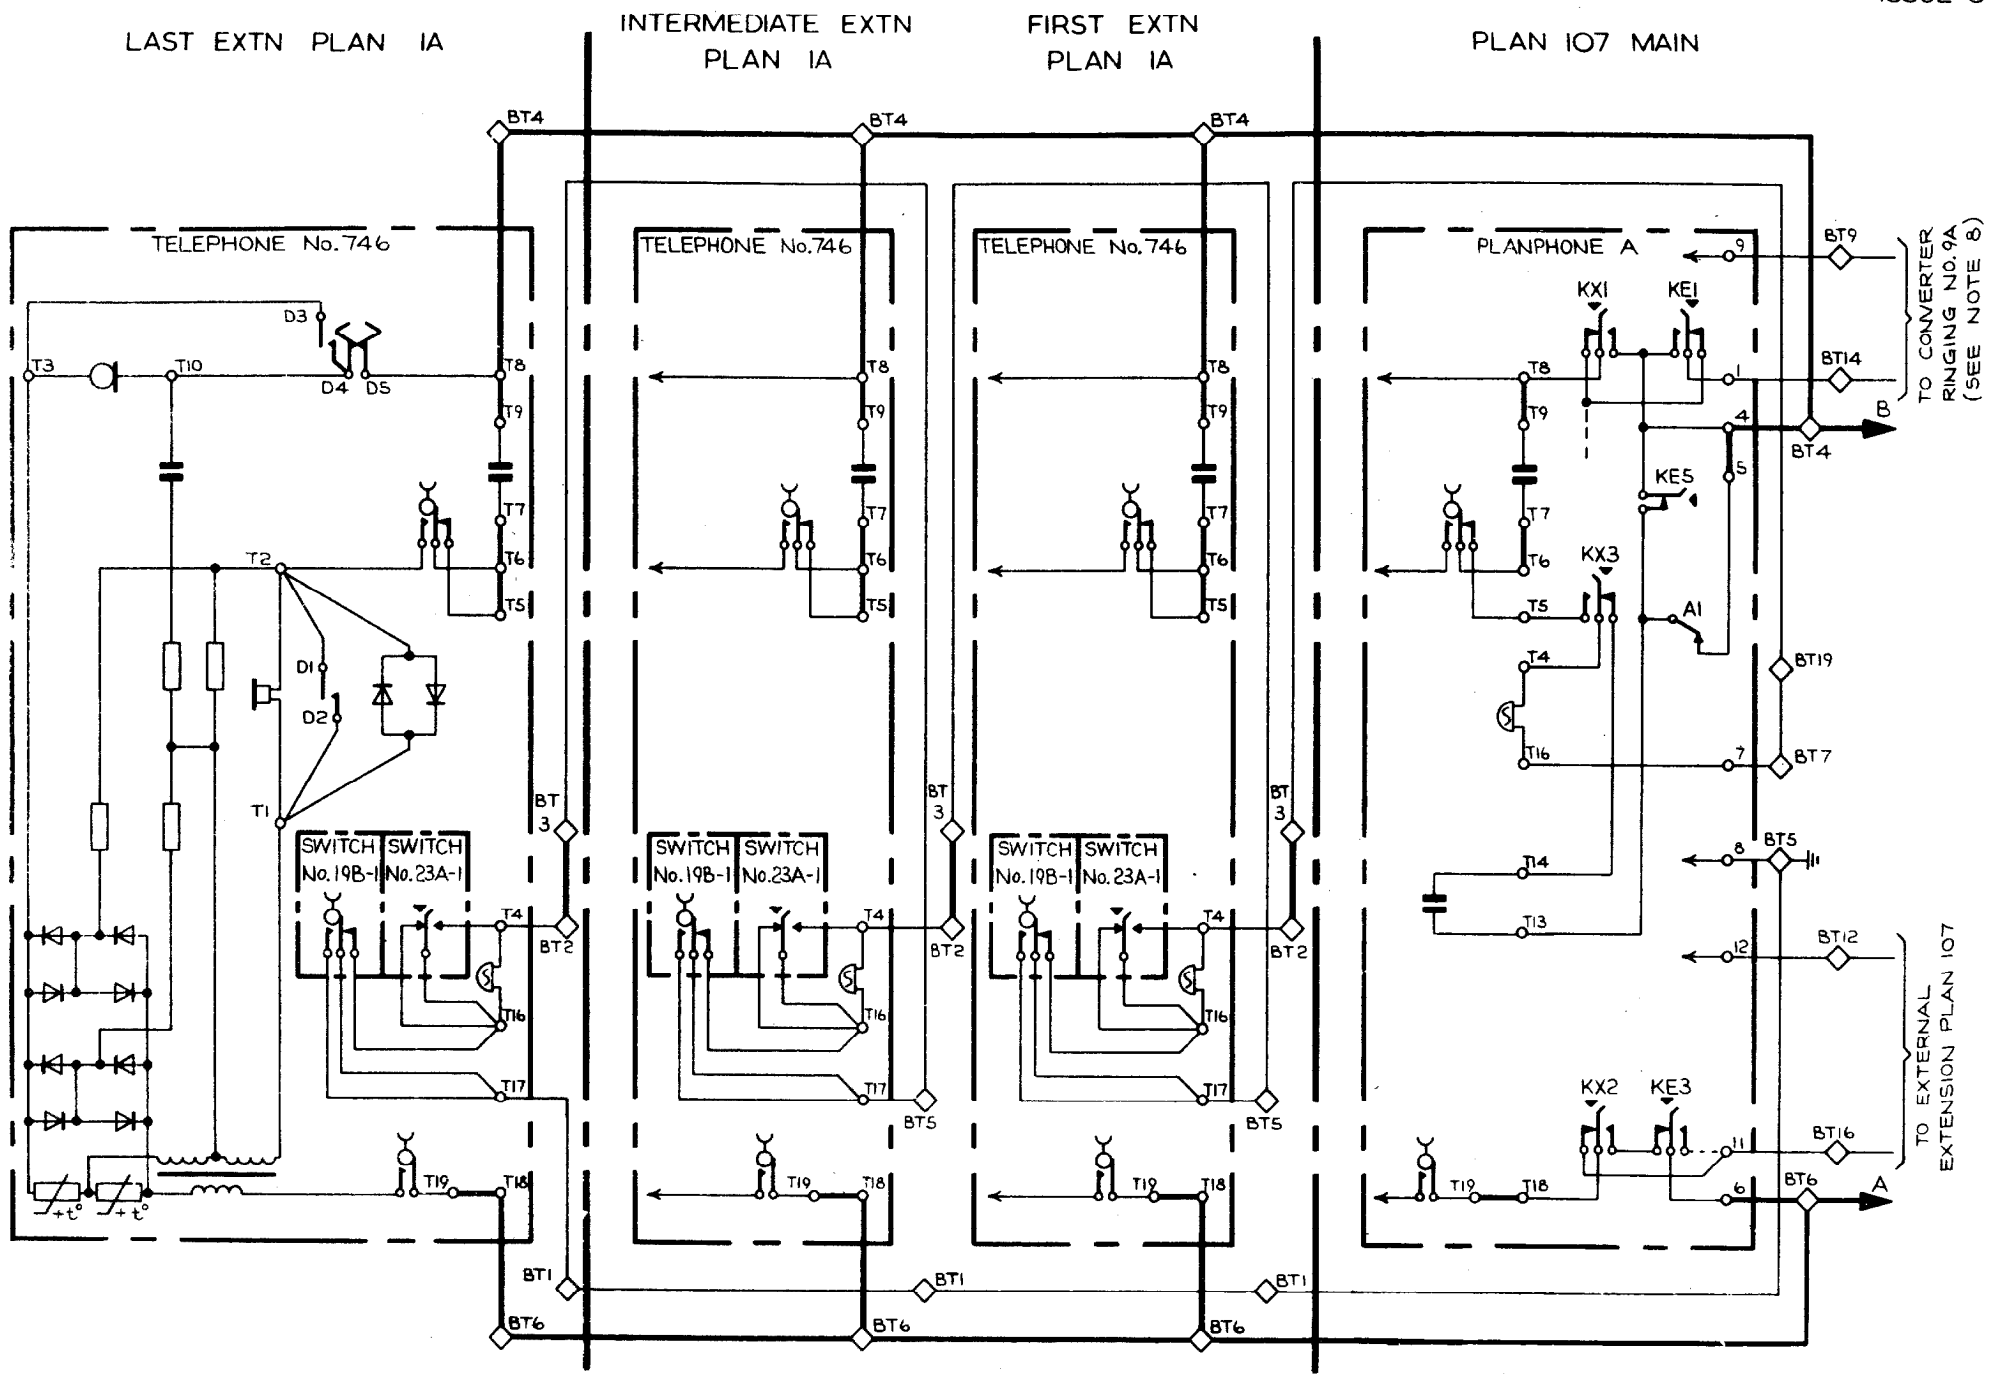 LAST EXTN PLAN 1A
INTERMEDIATE EXTN
PLAN 1A
FIRST EXTN
PLAN 1A
PLAN 107 MAIN
BT4
BT4
BT4
TELEPHONE No.746
TELEPHONE No.746
TELEPHONE No.746
PLANPHONE A
9
BT9
TO CONVERTER
RINGING NO.9A
(SEE NOTE 8)
KX1
KE1
D3
T3
T10
D4
D5
T8
T8
T8
T8
1
BT14
T9
T9
T9
T9
4
B
BT4
5
KE5
T7
T7
T7
T7
T2
T6
T6
T6
T6
KX3
T5
T5
T5
T5
A1
D1
T4
BT19
D2
T16
7
BT7
T1
BT
3
BT
3
BT
3
SWITCH
No.19B-1
SWITCH
No.23A-1
SWITCH
No.19B-1
SWITCH
No.23A-1
SWITCH
No.19B-1
SWITCH
No.23A-1
T14
8
BT5
T4
BT2
T4
BT2
T4
BT2
T13
12
BT12
TO EXTERNAL
EXTENSION PLAN 107
T16
T16
T16
T17
T17
BT5
T17
BT5
KX2
KE3
11
BT16
T19
T18
T19
T18
T19
T18
T19
T18
6
BT6
A
+t°
+t°
BT1
BT1
BT1
BT6
BT6
BT6